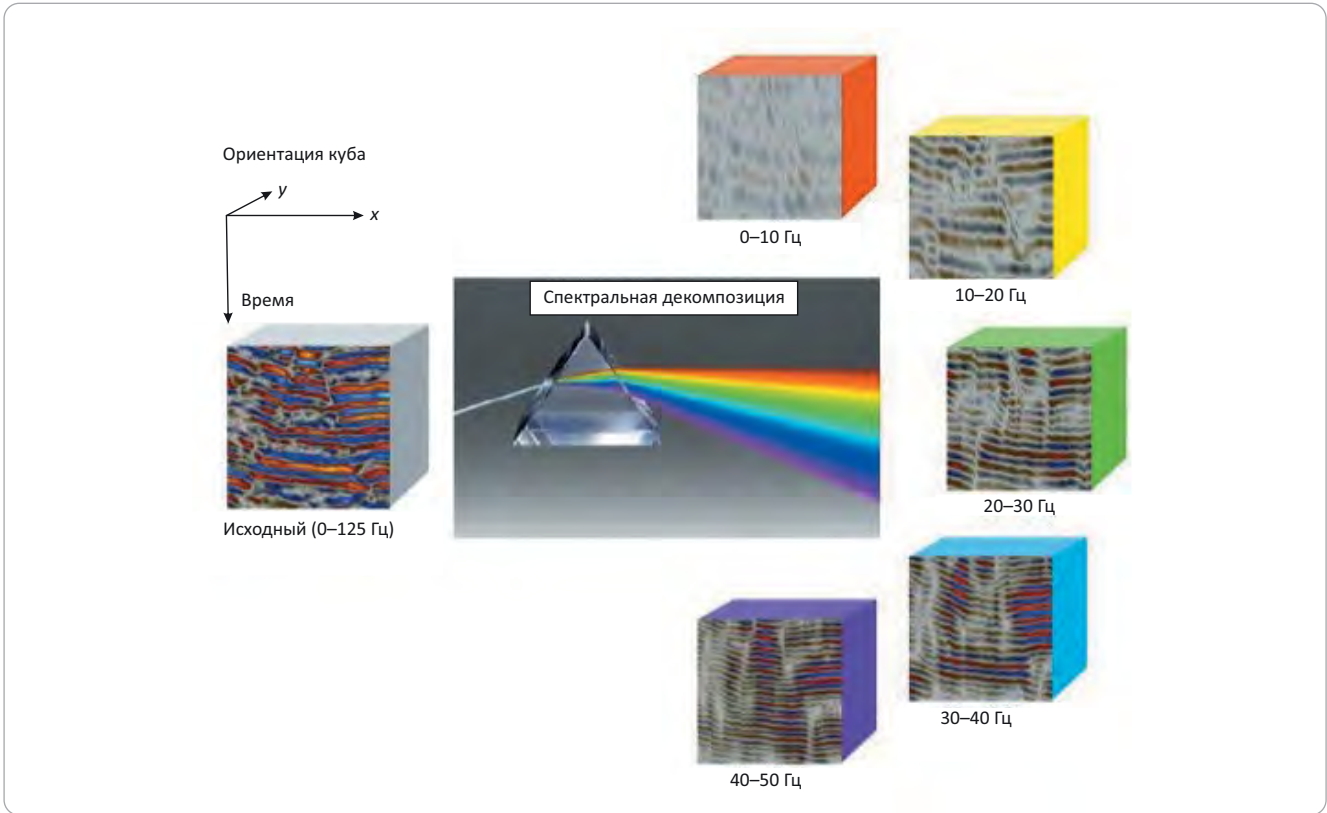 Ориентация куба
y
x
Время
Исходный (0–125 Гц)
Спектральная декомпозиция
0–10 Гц
10–20 Гц
20–30 Гц
30–40 Гц
40–50 Гц